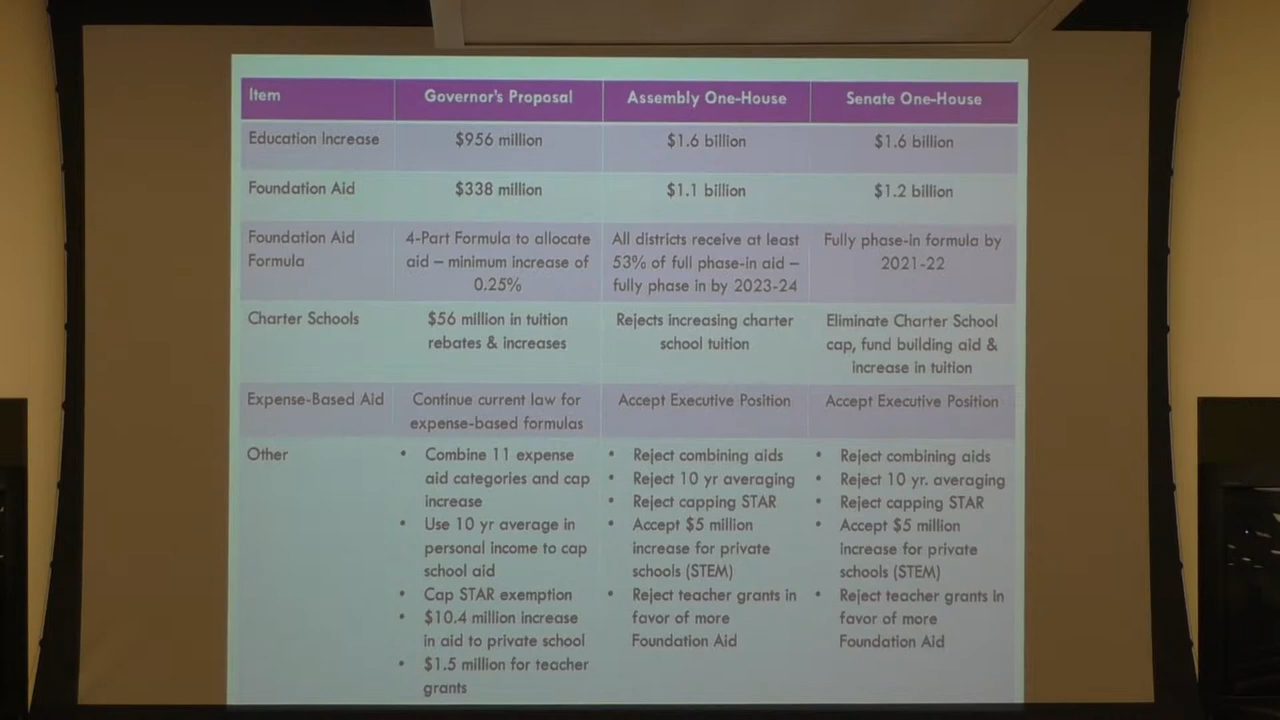 Item
Governor's Proposal
Assembly One-House
Senate One-House
Education Increase
$956 million
$1.6 billion
$1.6 billion
Foundation Aid
$338 million
$1.1 billion
$1.2 billion
Foundation Aid
Formula
4-Part Formula to allocate
aid – minimum increase of
0.25%
All districts receive at least
53% of full phase-in aid –
fully phase in by 2023-24
Fully phase-in formula by
2021-22
Charter Schools
$56 million in tuition
rebates & increases
Rejects increasing charter
school tuition
Eliminate Charter School
cap, fund building aid &
increase in tuition
Expense-Based Aid
Continue current law for
expense-based formulas
Accept Executive Position
Accept Executive Position
Other
• Combine 11 expense
aid categories and cap
increase
• Use 10 yr average in
personal income to cap
school aid
• Cap STAR exemption
• $10.4 million increase
in aid to private school
• $1.5 million for teacher
grants
• Reject combining aids
• Reject 10 yr averaging
• Reject capping STAR
• Accept $5 million
increase for private
schools (STEM)
• Reject teacher grants in
favor of more
Foundation Aid
• Reject combining aids
• Reject 10 yr. averaging
• Reject capping STAR
• Accept $5 million
increase for private
schools (STEM)
• Reject teacher grants in
favor of more
Foundation Aid